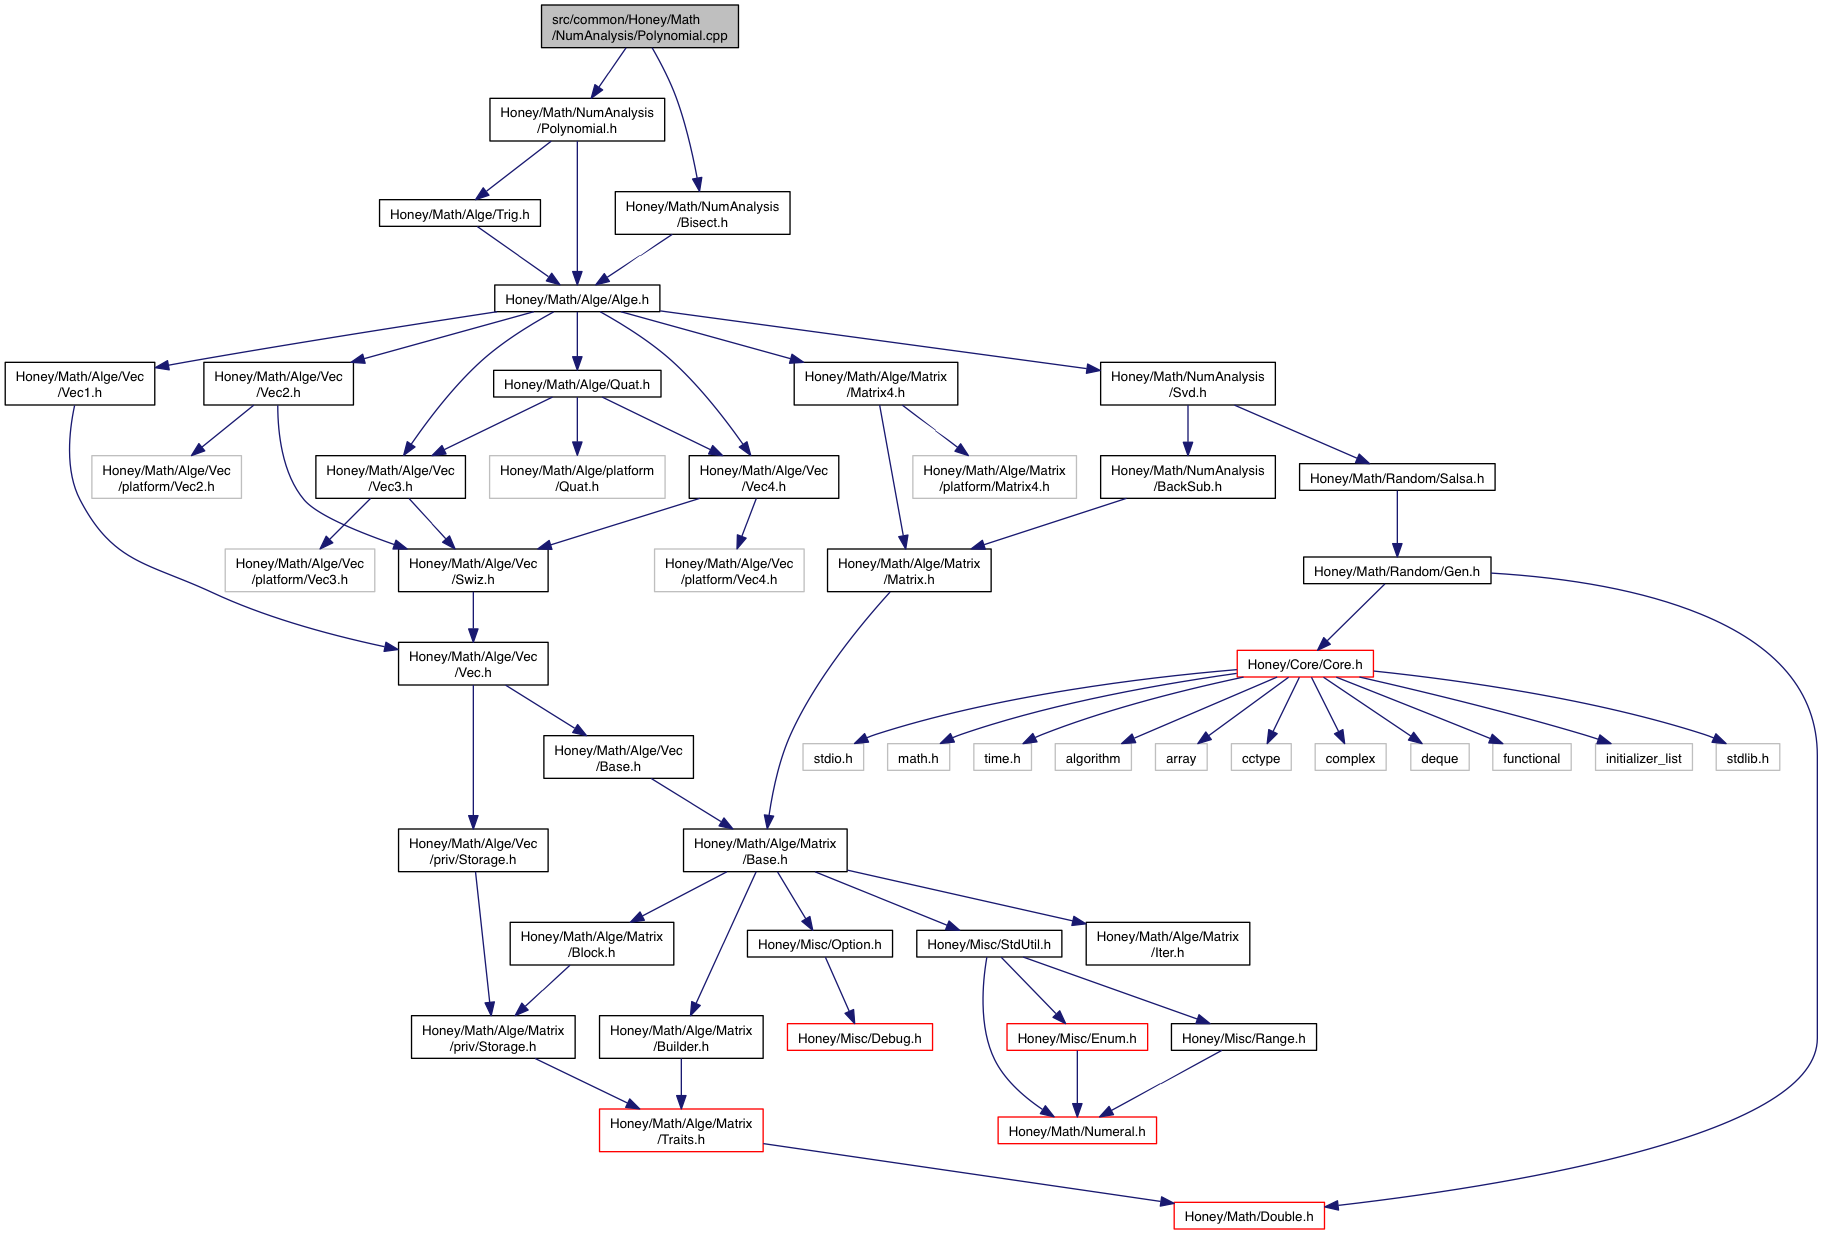 src/common/Honey/Math
/NumAnalysis/Polynomial.cpp
Honey/Math/NumAnalysis
/Polynomial.h
Honey/Math/Alge/Trig.h
Honey/Math/NumAnalysis
/Bisect.h
Honey/Math/Alge/Alge.h
Honey/Math/Alge/Vec
/Vec1.h
Honey/Math/Alge/Vec
/Vec2.h
Honey/Math/Alge/Quat.h
Honey/Math/Alge/Matrix
/Matrix4.h
Honey/Math/NumAnalysis
/Svd.h
Honey/Math/Alge/Vec
/platform/Vec2.h
Honey/Math/Alge/Vec
/Vec3.h
Honey/Math/Alge/platform
/Quat.h
Honey/Math/Alge/Vec
/Vec4.h
Honey/Math/Alge/Matrix
/platform/Matrix4.h
Honey/Math/NumAnalysis
/BackSub.h
Honey/Math/Random/Salsa.h
Honey/Math/Alge/Vec
/platform/Vec3.h
Honey/Math/Alge/Vec
/Swiz.h
Honey/Math/Alge/Vec
/platform/Vec4.h
Honey/Math/Alge/Matrix
/Matrix.h
Honey/Math/Random/Gen.h
Honey/Math/Alge/Vec
/Vec.h
Honey/Core/Core.h
Honey/Math/Alge/Vec
/Base.h
stdio.h
math.h
time.h
algorithm
array
cctype
complex
deque
functional
initializer_list
stdlib.h
Honey/Math/Alge/Vec
/priv/Storage.h
Honey/Math/Alge/Matrix
/Base.h
Honey/Math/Alge/Matrix
/Block.h
Honey/Misc/Option.h
Honey/Misc/StdUtil.h
Honey/Math/Alge/Matrix
/Iter.h
Honey/Math/Alge/Matrix
/priv/Storage.h
Honey/Math/Alge/Matrix
/Builder.h
Honey/Misc/Debug.h
Honey/Misc/Enum.h
Honey/Misc/Range.h
Honey/Math/Alge/Matrix
/Traits.h
Honey/Math/Numeral.h
Honey/Math/Double.h